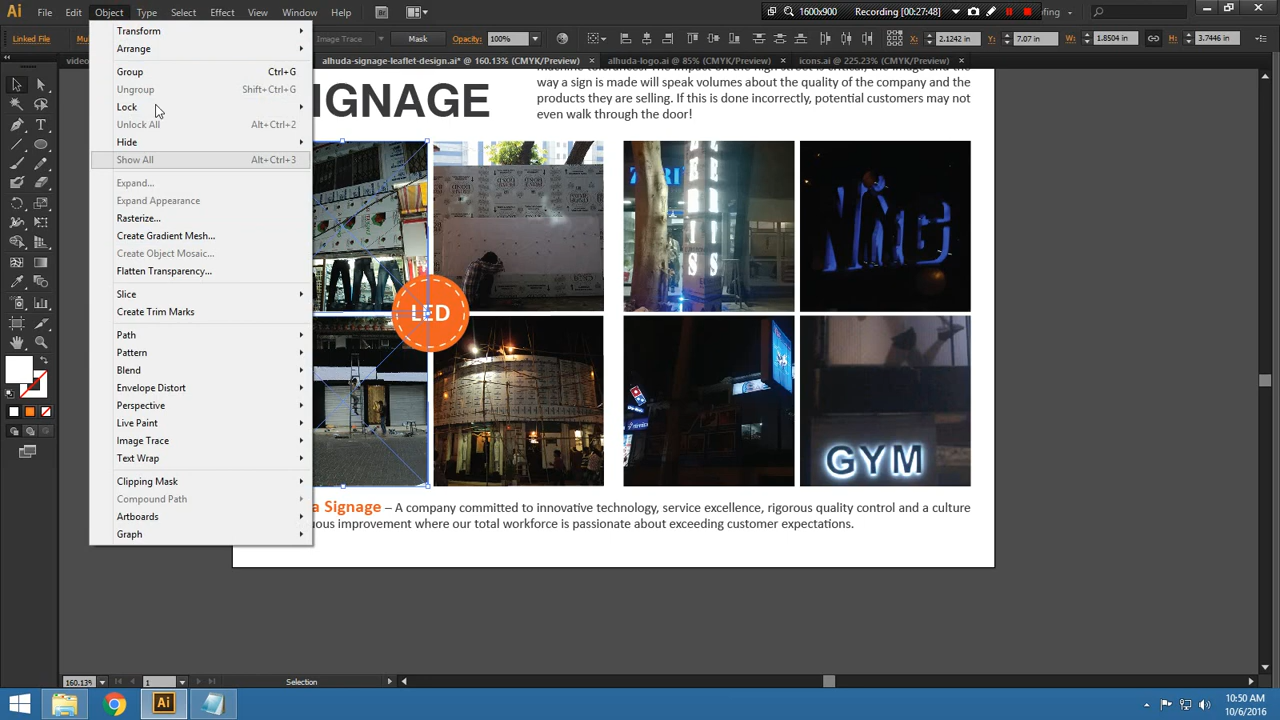 Ai File Edit Object Type Select Effect View Window Help Br 1600x900 Recording [00:27:48] fing
Linked File Image Trace Mask Opacity: 100% X: 2.1242 in Y: 7.07 in W: 1.8504 in H: 3.7446 in
video alhuda-signage-leaflet-design.ai* @ 160.13% (CMYK/Preview) × alhuda-logo.ai @ 85% (CMYK/Preview) × icons.ai @ 225.23% (CMYK/Preview) ×
Transform
Arrange
Group Ctrl+G
Ungroup Shift+Ctrl+G
Lock
Unlock All Alt+Ctrl+2
Hide
Show All Alt+Ctrl+3
Expand...
Expand Appearance
Rasterize...
Create Gradient Mesh...
Create Object Mosaic...
Flatten Transparency...
Slice
Create Trim Marks
Path
Pattern
Blend
Envelope Distort
Perspective
Live Paint
Image Trace
Text Wrap
Clipping Mask
Compound Path
Artboards
Graph
IGNAGE
way a sign is made will speak volumes about the quality of the company and the
products they are selling. If this is done incorrectly, potential customers may not
even walk through the door!
LED
GYM
a Signage – A company committed to innovative technology, service excellence, rigorous quality control and a culture
uous improvement where our total workforce is passionate about exceeding customer expectations.
160.13% 1 Selection
Ai
10:50 AM
10/6/2016